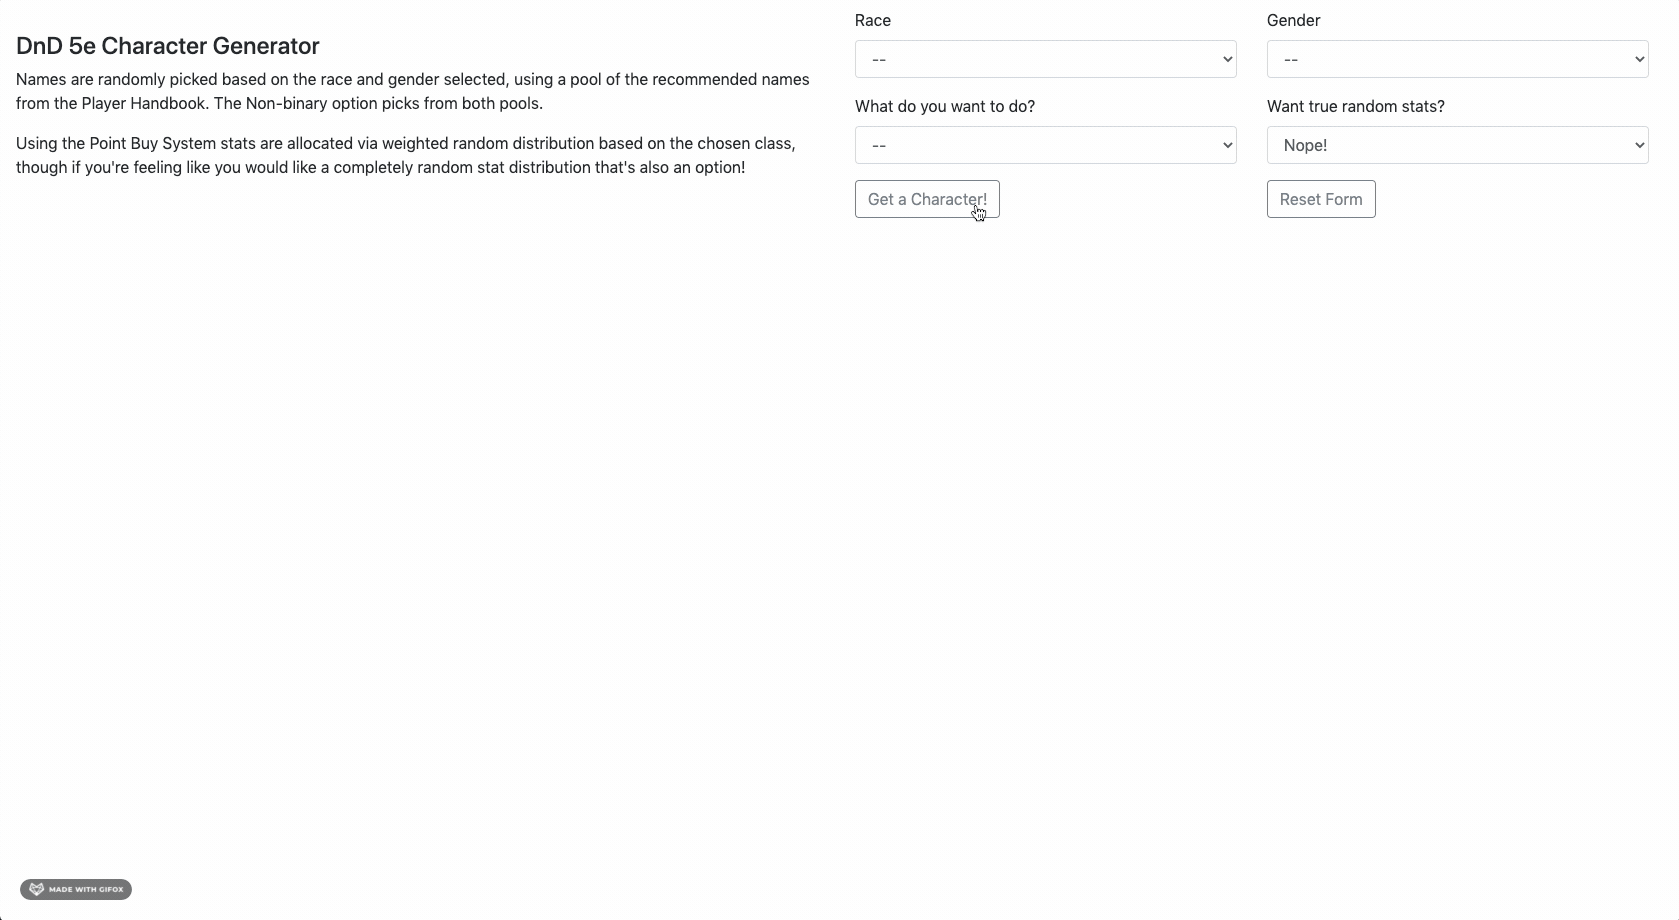 DnD 5e Character Generator
Names are randomly picked based on the race and gender selected, using a pool of the recommended names
from the Player Handbook. The Non-binary option picks from both pools.
Using the Point Buy System stats are allocated via weighted random distribution based on the chosen class,
though if you're feeling like you would like a completely random stat distribution that's also an option!
Race
--
Gender
--
What do you want to do?
--
Want true random stats?
Nope!
Get a Character!
Reset Form
MADE WITH GIFOX